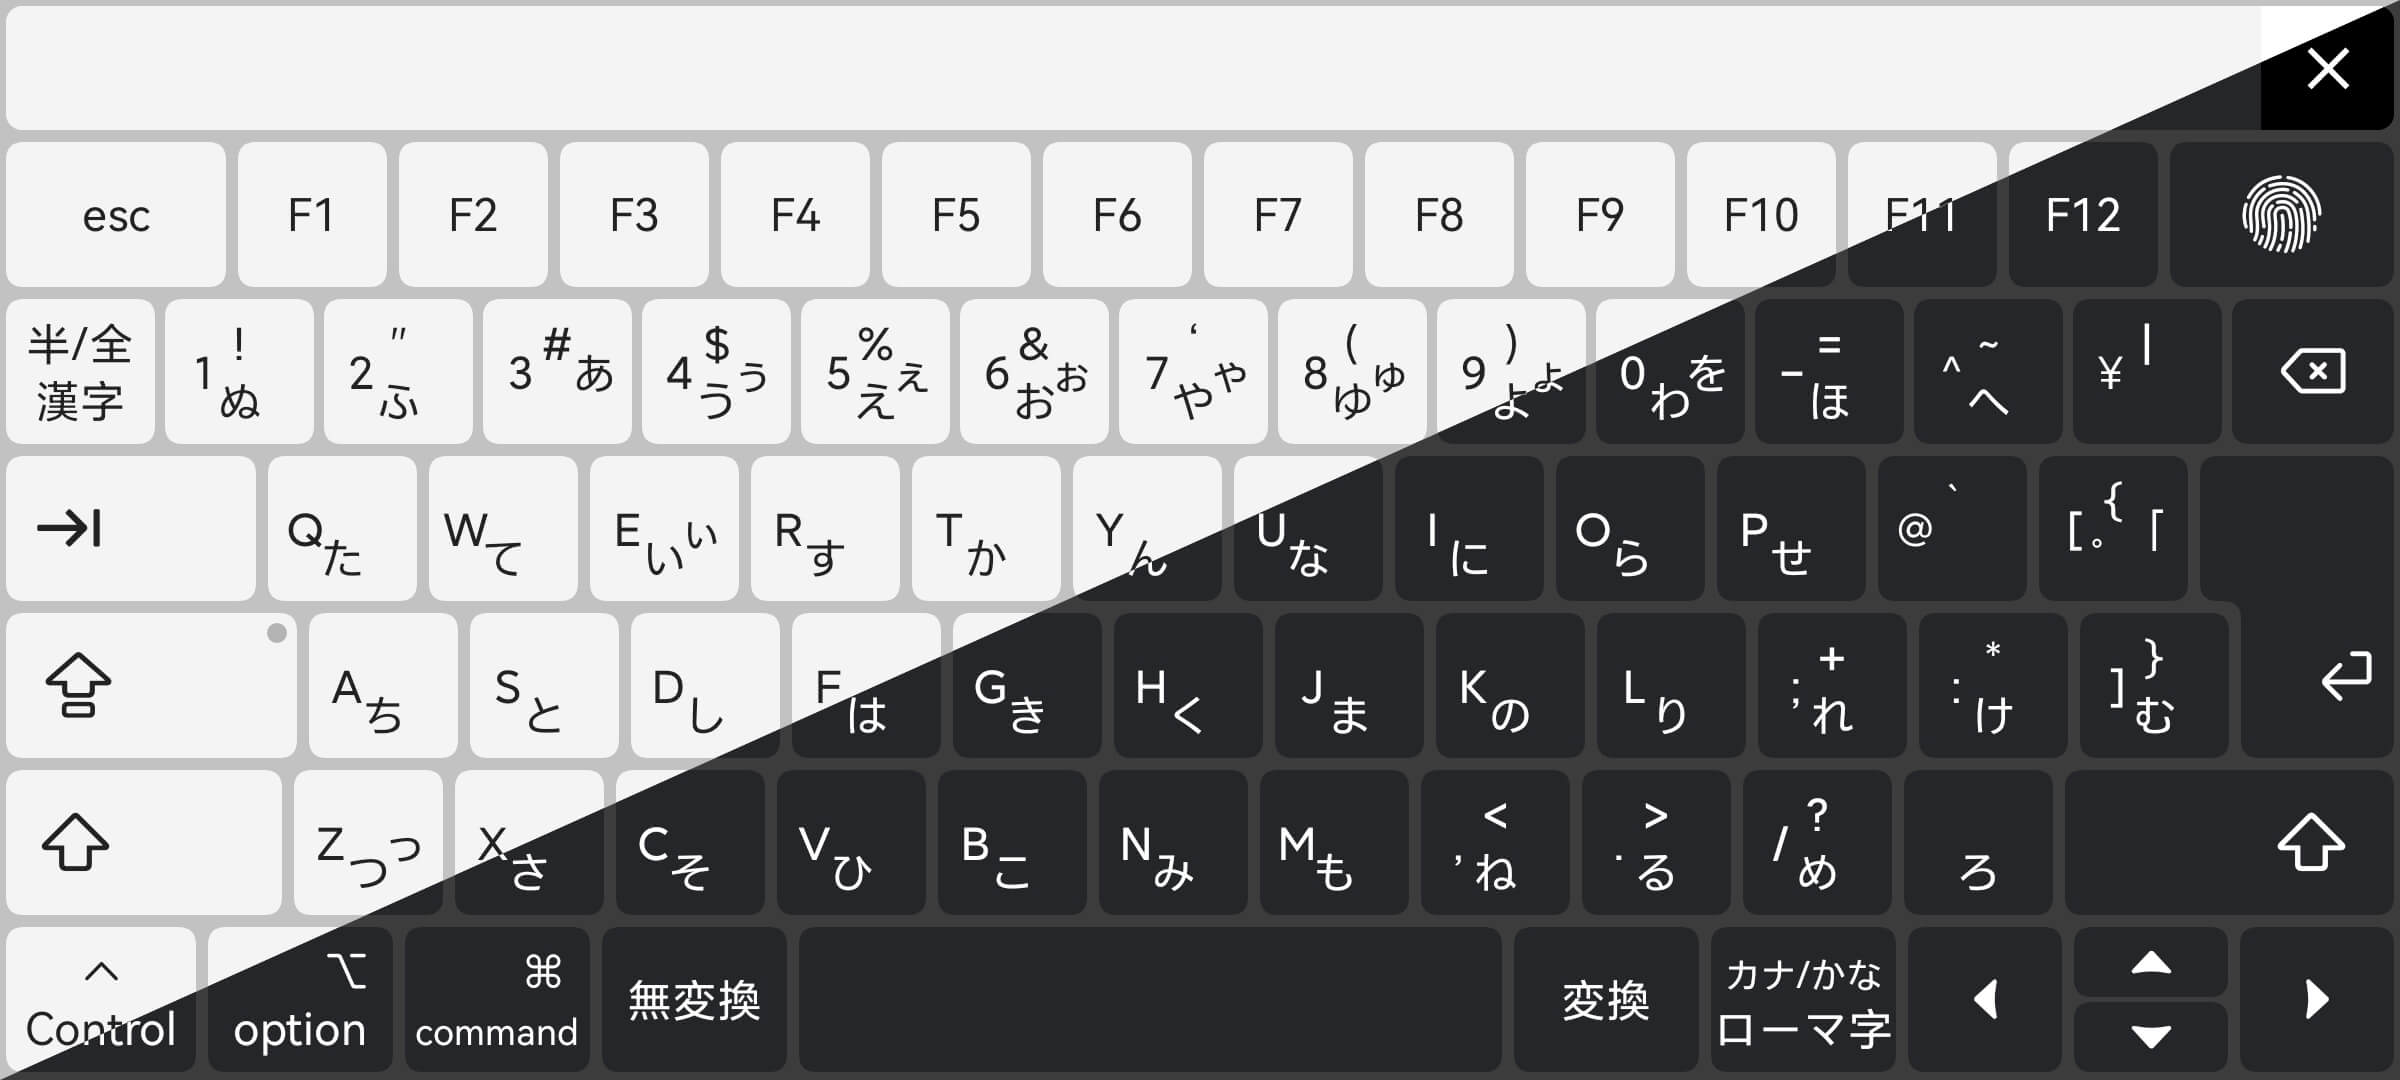 esc F1 F2 F3 F4 F5 F6 F7 F8 F9 F10 F11 F12
半/全 漢字 1 ! ぬ 2 " ふ 3 # あ 4 $ う ぅ 5 % え ぇ 6 & お ぉ 7 ‘ や ゃ 8 ( ゆ ゅ 9 ) よ ょ 0 わ を - = ほ ^ ~ へ ¥ |
Q た W て E い ぃ R す T か Y ん U な I に O ら P せ @ ` [ { 。 「
A ち S と D し F は G き H く J ま K の L り ; + れ : * け ] } む
Z つ っ X さ C そ V ひ B こ N み M も , < ね . > る / ? め ろ
^ Control ⌥ option ⌘ command 無変換 変換 カナ/かな ローマ字